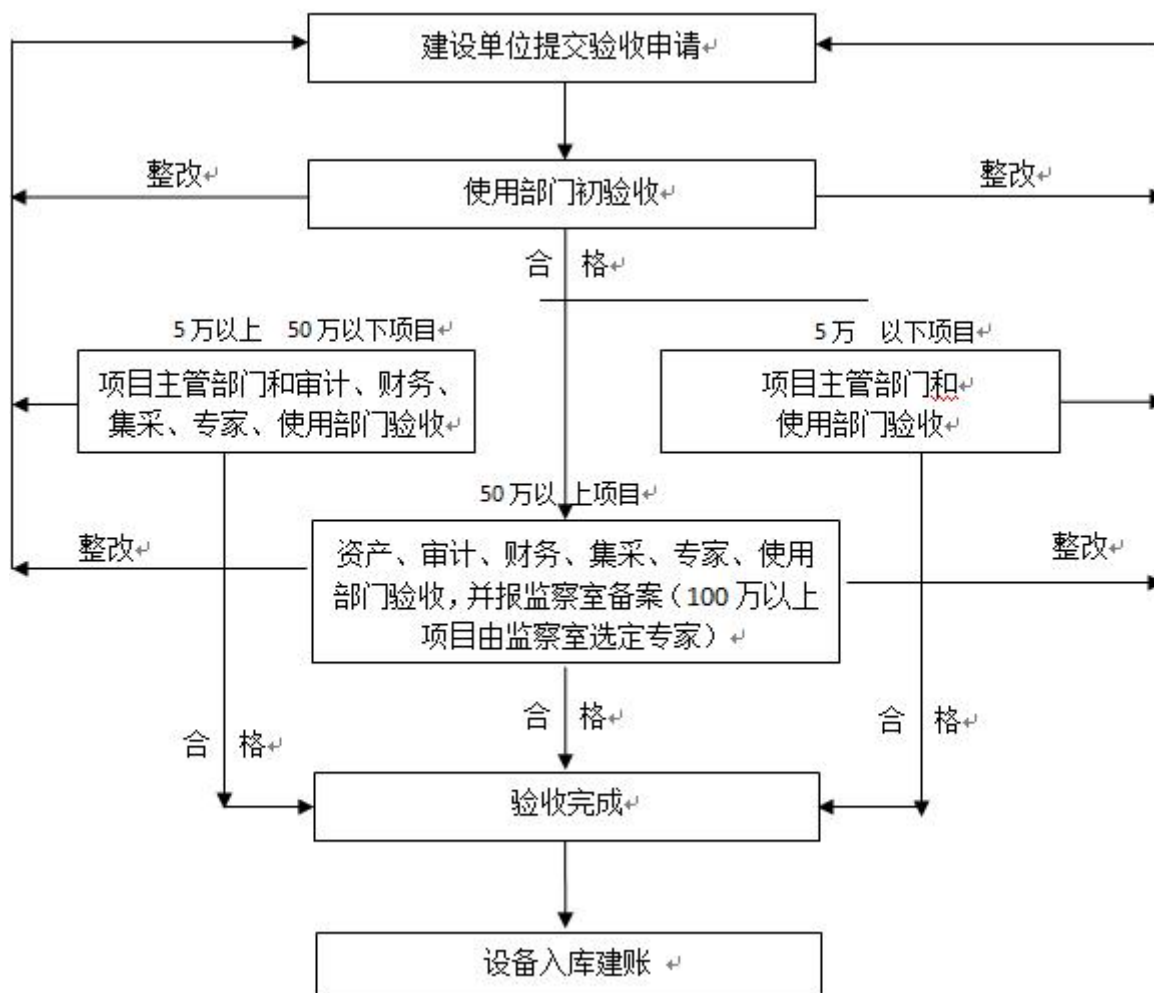 建设单位提交验收申请
整改
使用部门初验收
整改
合 格
5万以上 50万以下项目
5万 以下项目
项目主管部门和审计、财务、
集采、专家、使用部门验收
项目主管部门和
使用部门验收
50万以 上项目
整改
资产、审计、财务、集采、专家、使用
部门验收，并报监察室备案（100万以上
项目由监察室选定专家）
整改
合 格
合 格
合 格
验收完成
设备入库建账